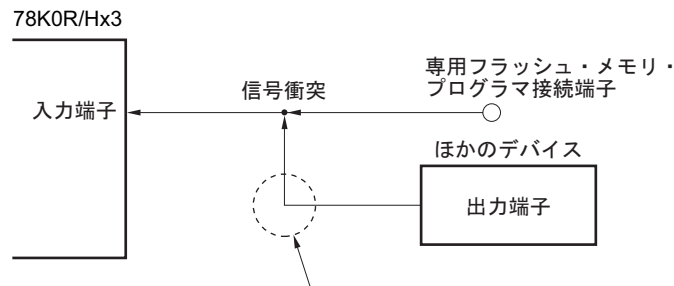 78K0R/Hx3
入力端子
信号衝突
専用フラッシュ・メモリ・
プログラマ接続端子
ほかのデバイス
出力端子